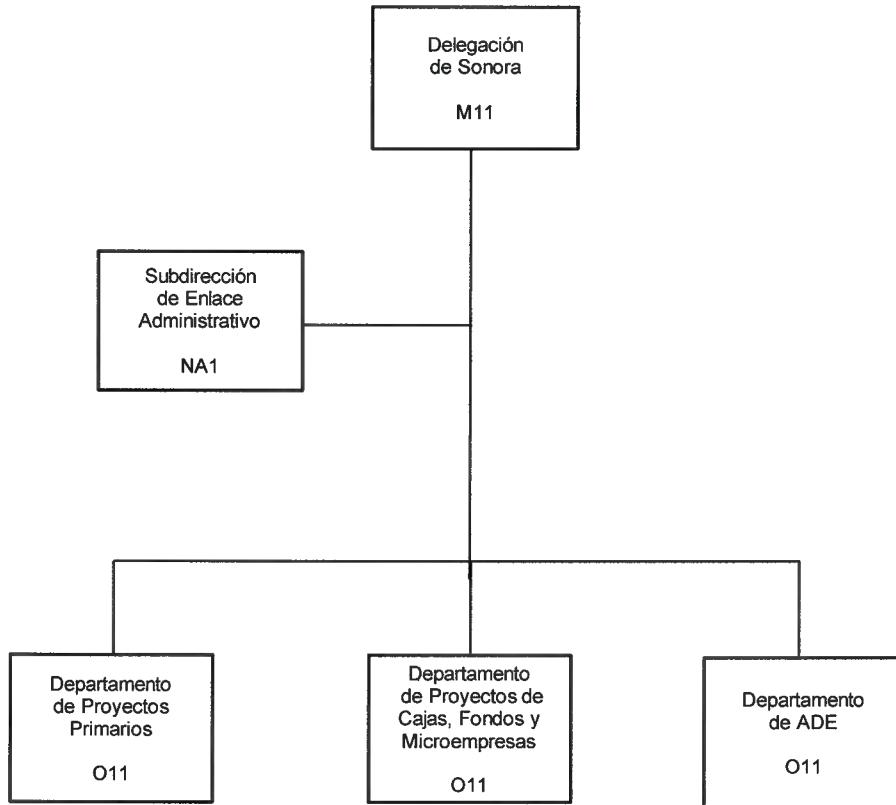 Delegación
de Sonora
M11
Subdirección
de Enlace
Administrativo
NA1
Departamento
de Proyectos
Primarios
O11
Departamento
de Proyectos de
Cajas, Fondos y
Microempresas
O11
Departamento
de ADE
O11